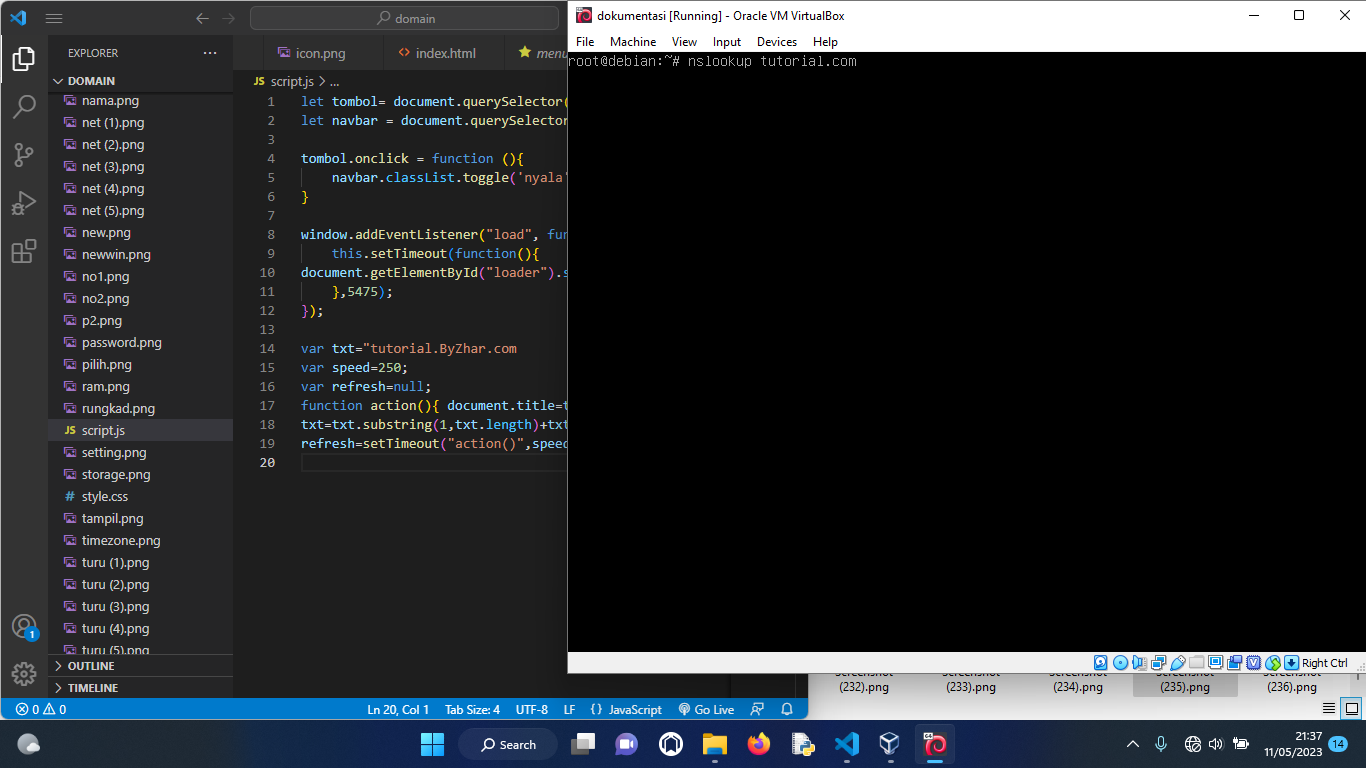 domain
EXPLORER
DOMAIN
nama.png
net (1).png
net (2).png
net (3).png
net (4).png
net (5).png
new.png
newwin.png
no1.png
no2.png
p2.png
password.png
pilih.png
ram.png
rungkad.png
JS script.js
setting.png
storage.png
# style.css
tampil.png
timezone.png
turu (1).png
turu (2).png
turu (3).png
turu (4).png
turu (5).png
OUTLINE
TIMELINE
icon.png
<> index.html
menu
JS script.js > ...
1 let tombol= document.querySelector(
2 let navbar = document.querySelector
3
4 tombol.onclick = function (){
5 navbar.classList.toggle('nyala'
6 }
7
8 window.addEventListener("load", fun
9 this.setTimeout(function(){
10 document.getElementById("loader").s
11 },5475);
12 });
13
14 var txt="tutorial.ByZhar.com
15 var speed=250;
16 var refresh=null;
17 function action(){ document.title=t
18 txt=txt.substring(1,txt.length)+txt
19 refresh=setTimeout("action()",speed
20
1
0 0
Ln 20, Col 1
Tab Size: 4
UTF-8
LF
{ } JavaScript
Go Live
dokumentasi [Running] - Oracle VM VirtualBox
File Machine View Input Devices Help
root@debian:~# nslookup tutorial.com
Right Ctrl
Screenshot (232).png
Screenshot (233).png
Screenshot (234).png
Screenshot (235).png
Screenshot (236).png
Search
64
21:37
11/05/2023
14